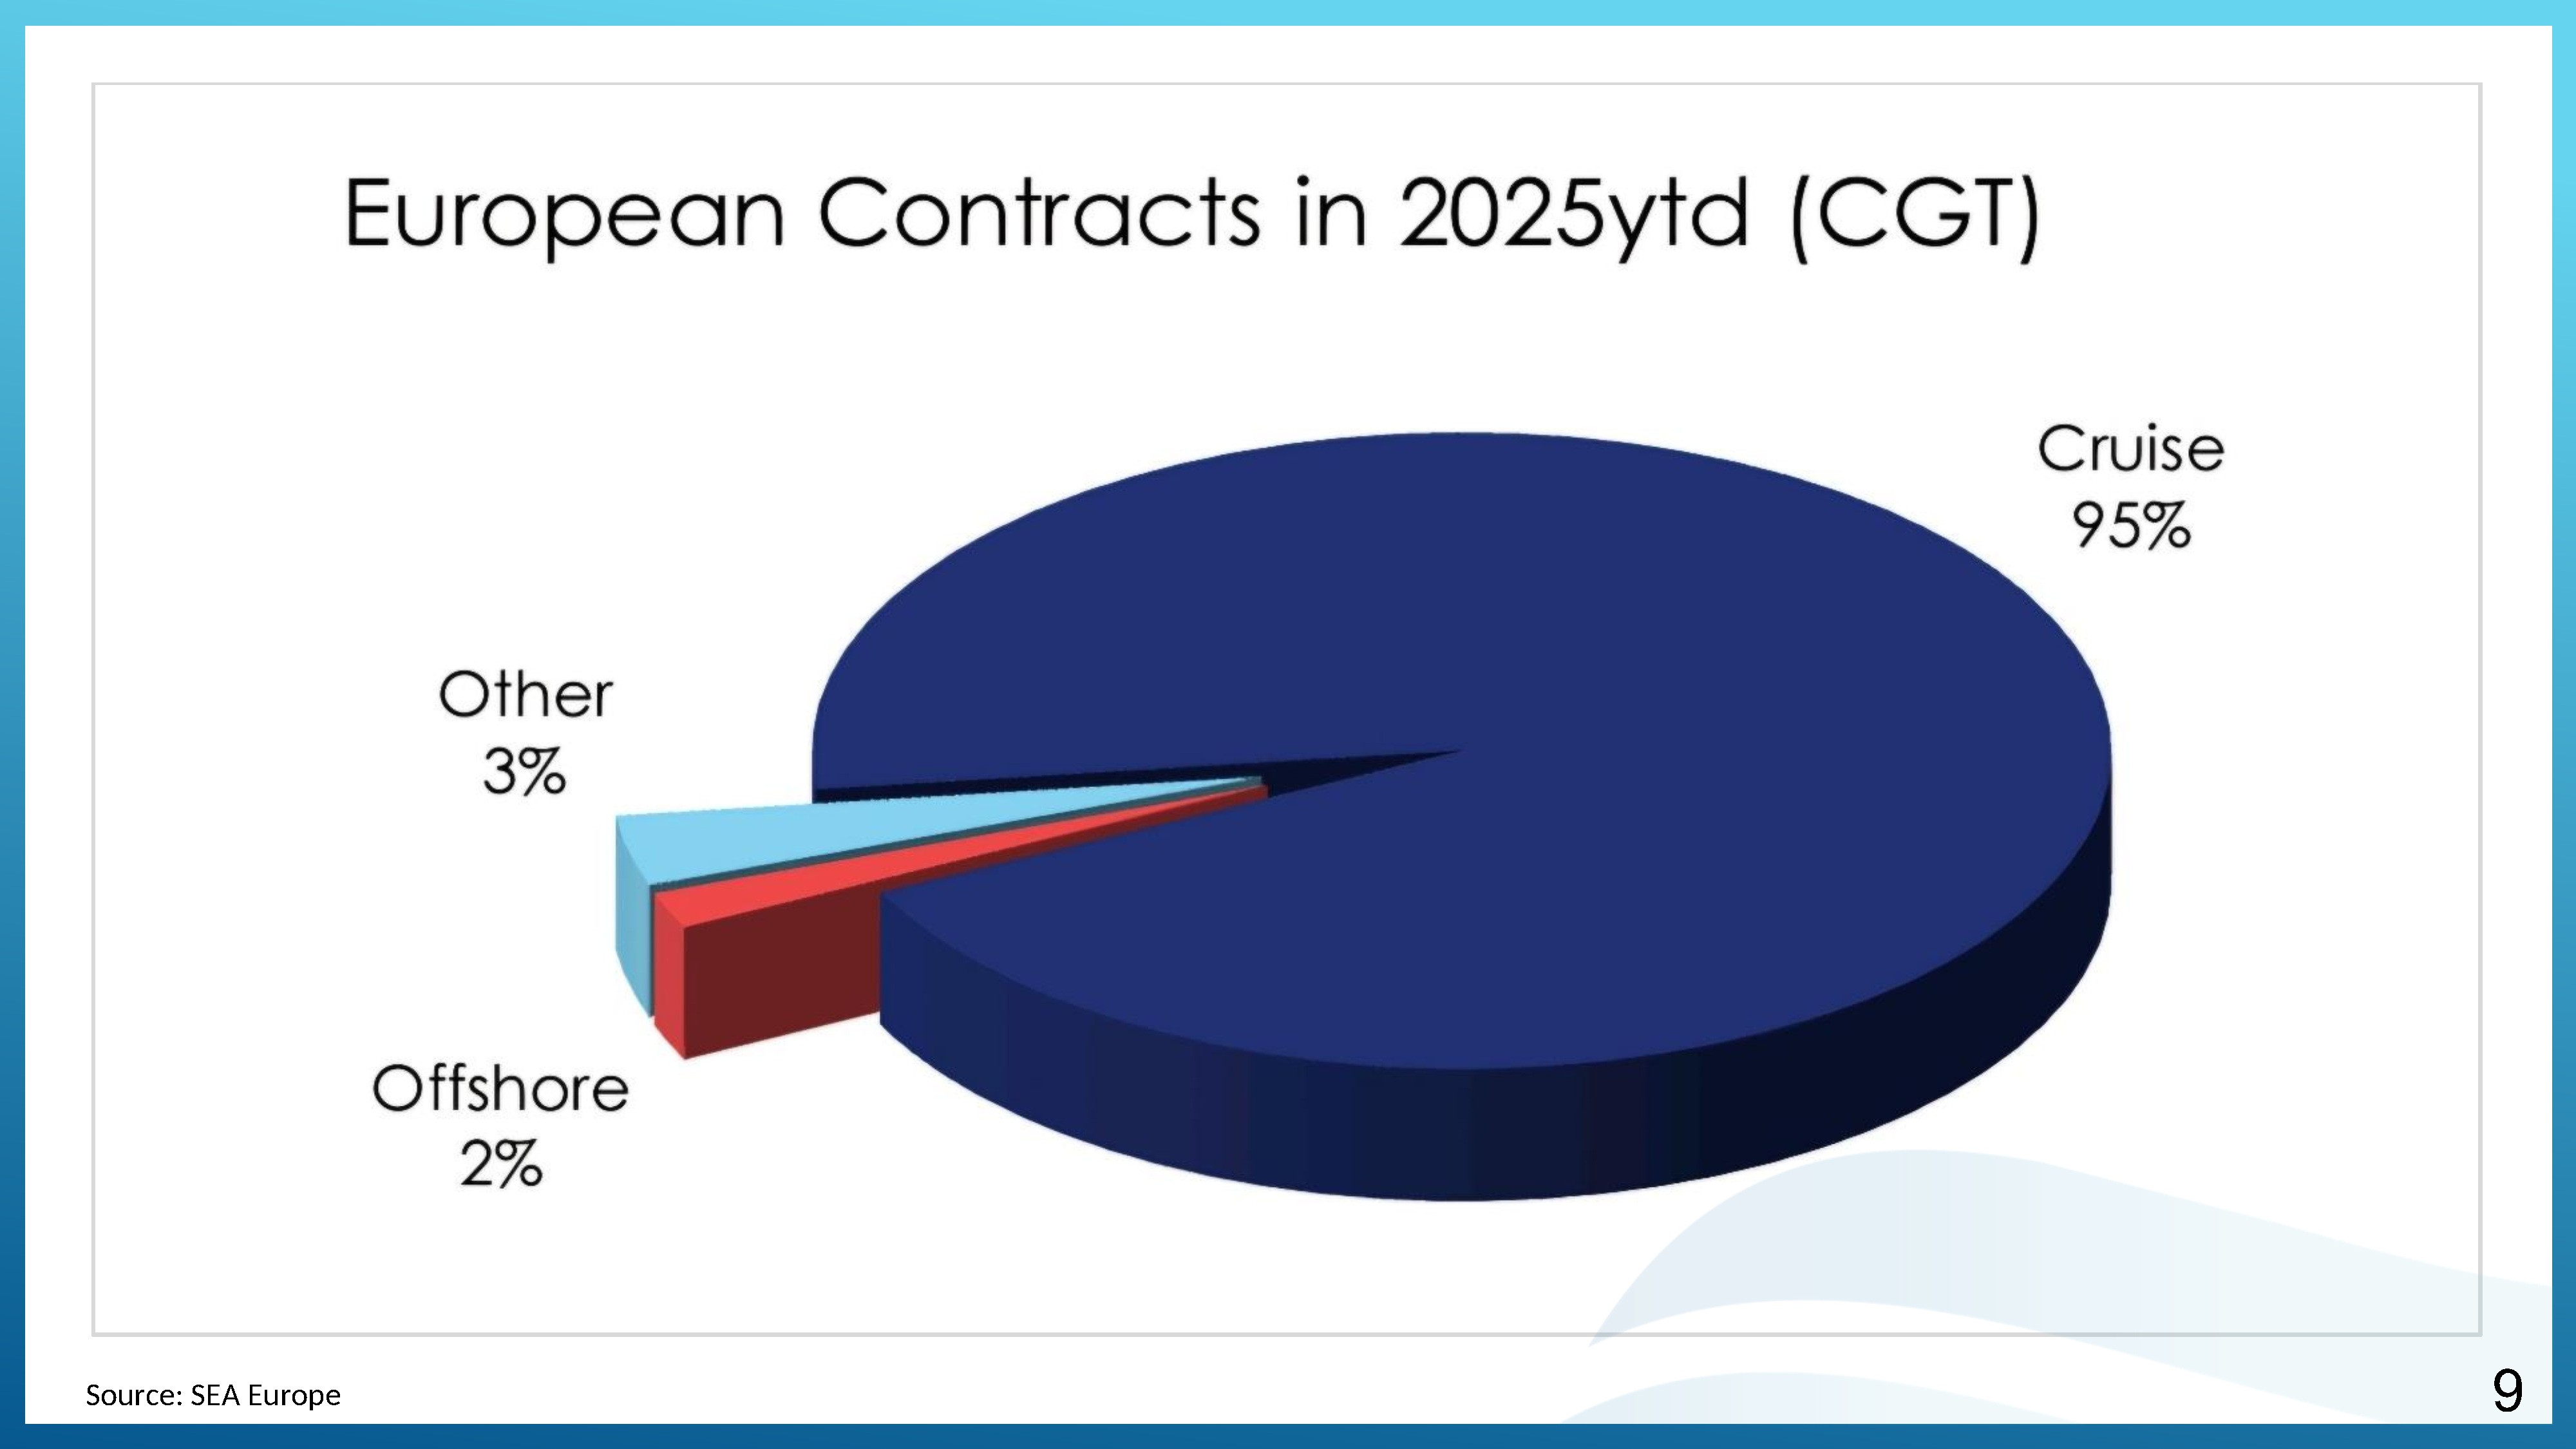 European Contracts in 2025ytd (CGT)
Cruise
95%
Other
3%
Offshore
2%
Source: SEA Europe
9